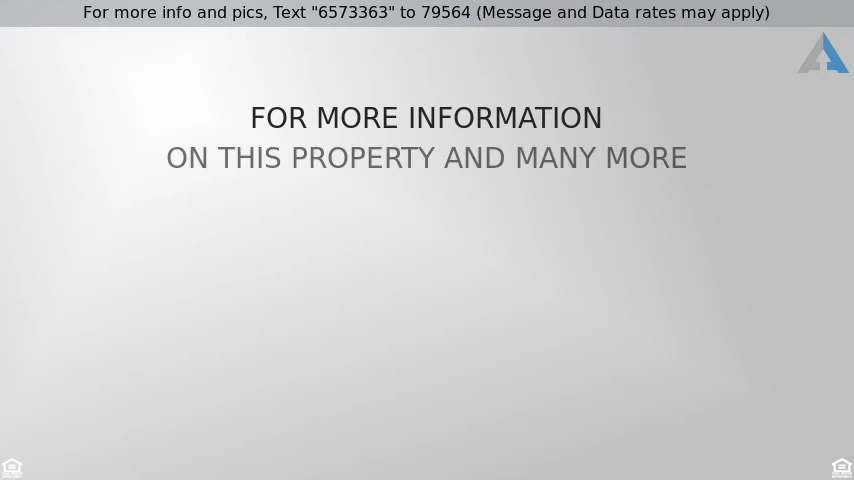 For more info and pics, Text "6573363" to 79564 (Message and Data rates may apply)
FOR MORE INFORMATION
ON THIS PROPERTY AND MANY MORE